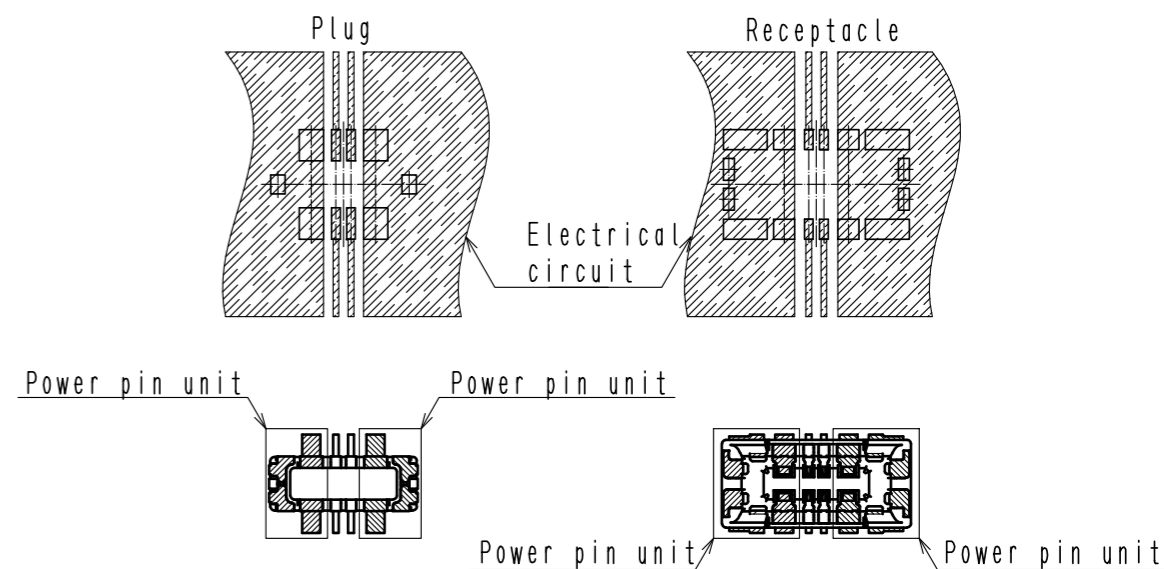 Plug
Receptacle
Electrical
circuit
Power pin unit
Power pin unit
Power pin unit
Power pin unit